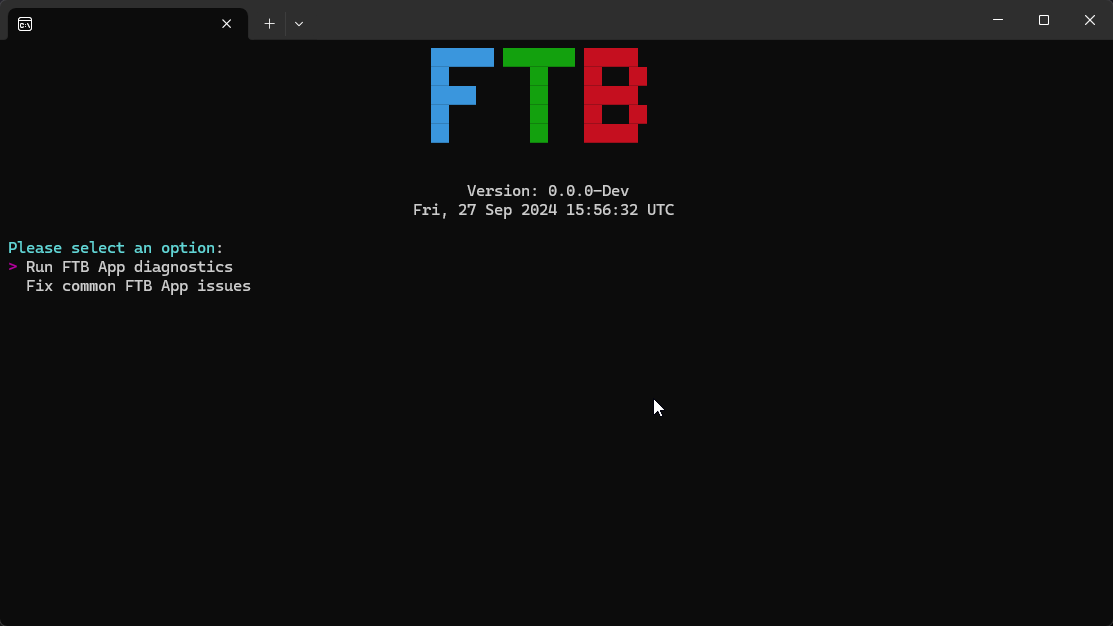 FTB
Version: 0.0.0-Dev
Fri, 27 Sep 2024 15:56:32 UTC
Please select an option:
> Run FTB App diagnostics
Fix common FTB App issues